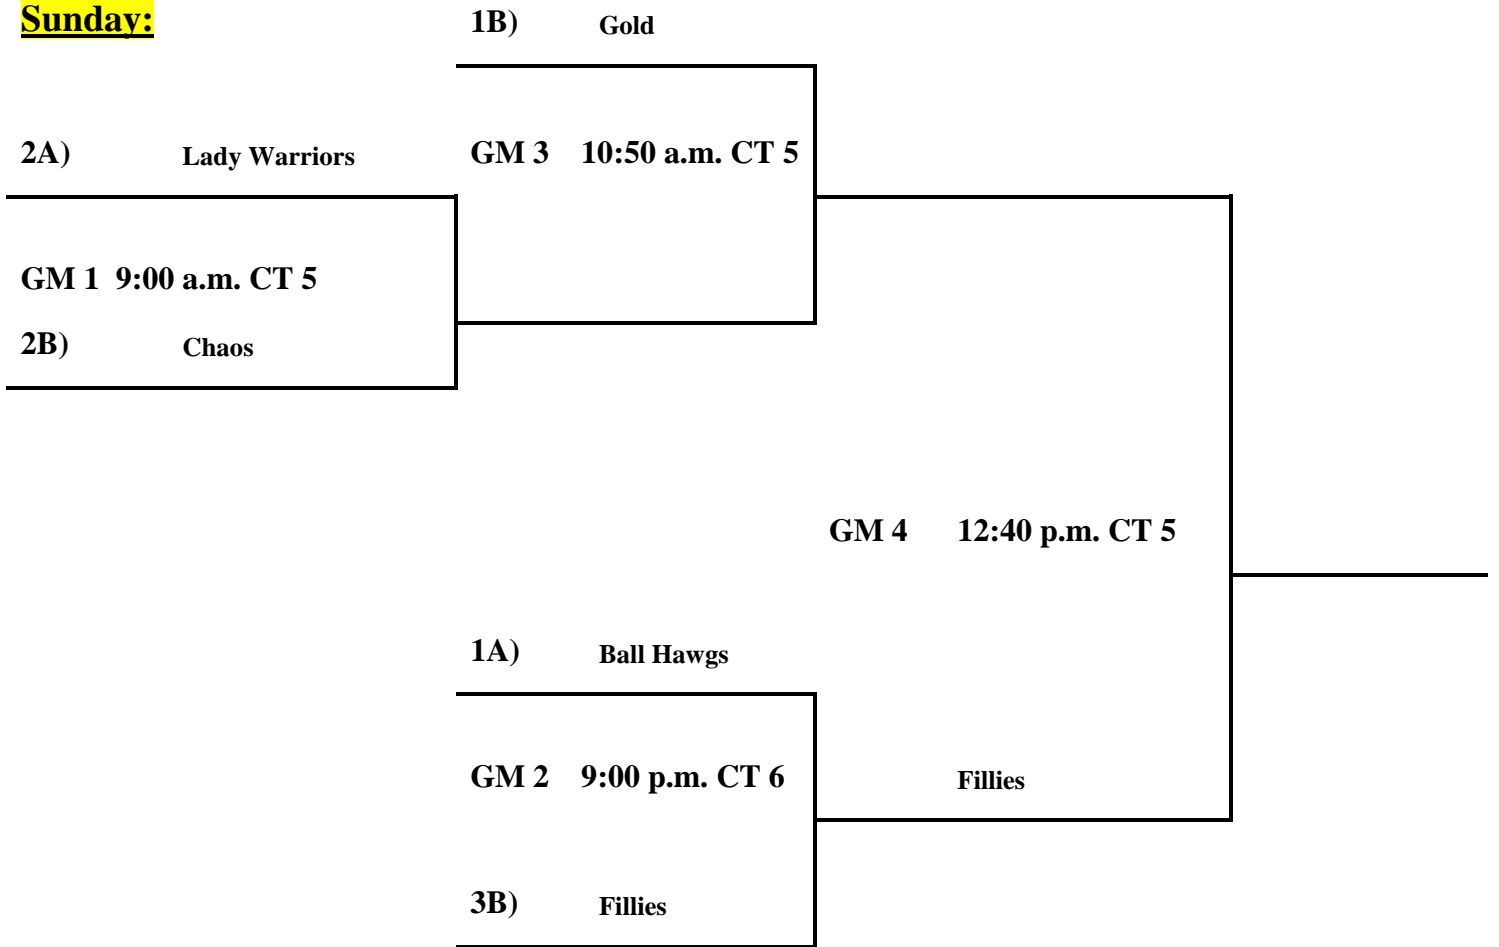 Sunday:
1B) Gold
2A) Lady Warriors
GM 3 10:50 a.m. CT 5
GM 1 9:00 a.m. CT 5
2B) Chaos
GM 4 12:40 p.m. CT 5
1A) Ball Hawgs
GM 2 9:00 p.m. CT 6
Fillies
3B) Fillies